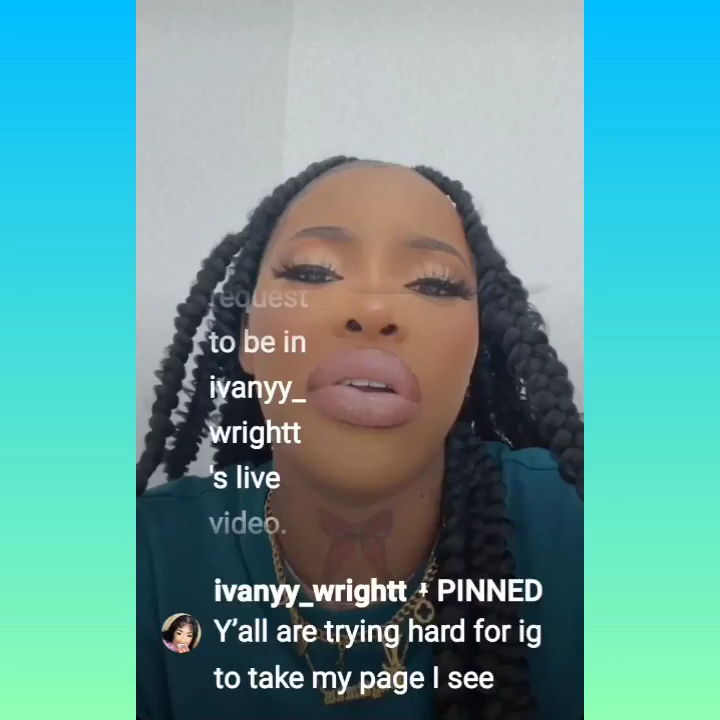 request
to be in
ivanyy_
wrightt
's live
video.
ivanyy_wrightt PINNED
Y'all are trying hard for ig
to take my page I see